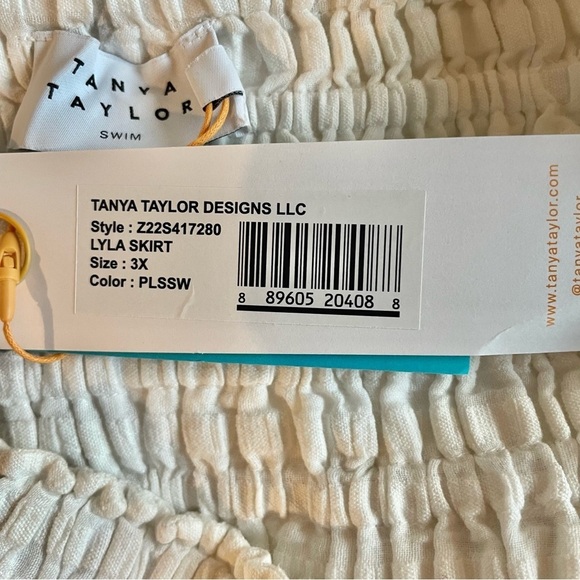 TANYA
TAYLOR
SWIM
TANYA TAYLOR DESIGNS LLC
Style : Z22S417280
LYLA SKIRT
Size : 3X
Color : PLSSW
8 89605 20408 8
www.tanyataylor.com
@tanyataylor